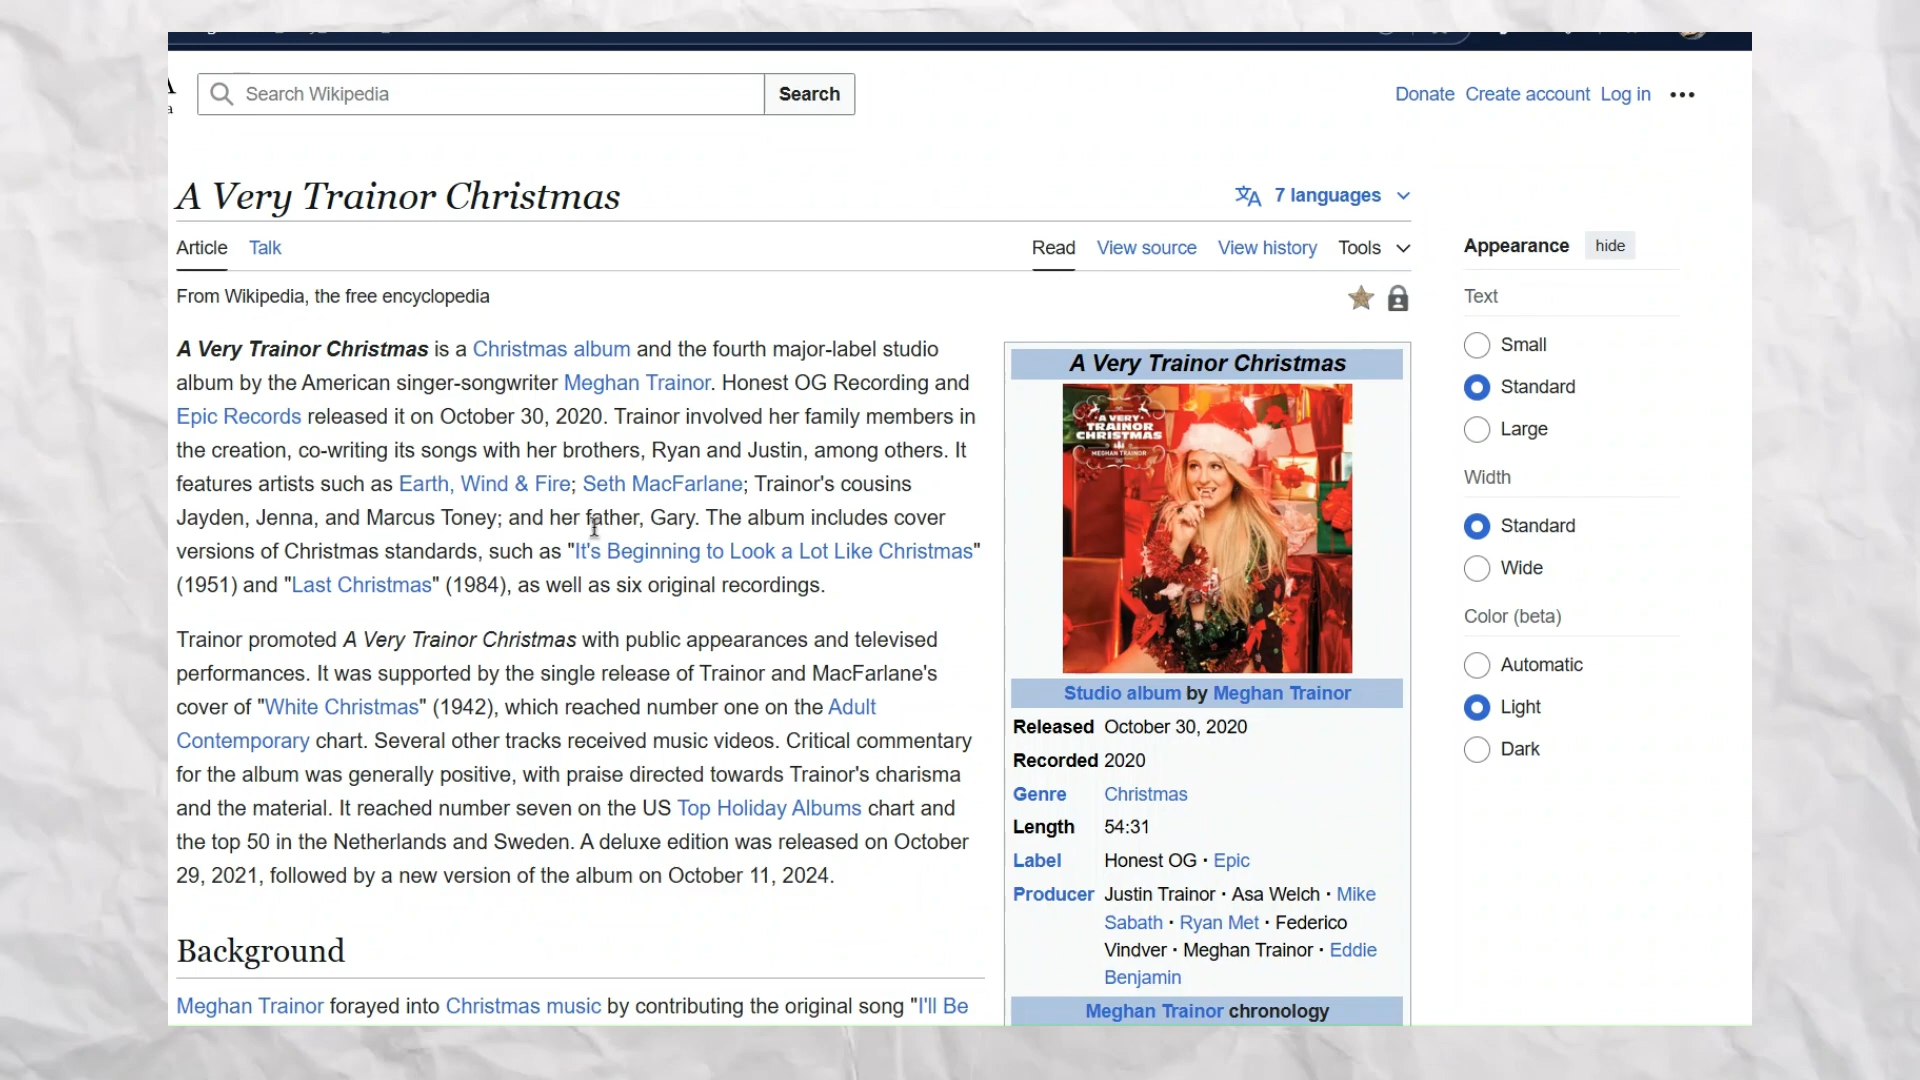 Search Wikipedia
Search
Donate Create account Log in
A Very Trainor Christmas
7 languages
Article Talk
Read View source View history Tools
From Wikipedia, the free encyclopedia
A Very Trainor Christmas is a Christmas album and the fourth major-label studio
album by the American singer-songwriter Meghan Trainor. Honest OG Recording and
Epic Records released it on October 30, 2020. Trainor involved her family members in
the creation, co-writing its songs with her brothers, Ryan and Justin, among others. It
features artists such as Earth, Wind & Fire; Seth MacFarlane; Trainor's cousins
Jayden, Jenna, and Marcus Toney; and her father, Gary. The album includes cover
versions of Christmas standards, such as "It's Beginning to Look a Lot Like Christmas"
(1951) and "Last Christmas" (1984), as well as six original recordings.
Trainor promoted A Very Trainor Christmas with public appearances and televised
performances. It was supported by the single release of Trainor and MacFarlane's
cover of "White Christmas" (1942), which reached number one on the Adult
Contemporary chart. Several other tracks received music videos. Critical commentary
for the album was generally positive, with praise directed towards Trainor's charisma
and the material. It reached number seven on the US Top Holiday Albums chart and
the top 50 in the Netherlands and Sweden. A deluxe edition was released on October
29, 2021, followed by a new version of the album on October 11, 2024.
Background
Meghan Trainor forayed into Christmas music by contributing the original song "I'll Be
A Very Trainor Christmas
A VERY
TRAINOR
CHRISTMAS
MEGHAN TRAINOR
Studio album by Meghan Trainor
Released October 30, 2020
Recorded 2020
Genre Christmas
Length 54:31
Label Honest OG · Epic
Producer Justin Trainor · Asa Welch · Mike
Sabath · Ryan Met · Federico
Vindver · Meghan Trainor · Eddie
Benjamin
Meghan Trainor chronology
Appearance hide
Text
Small
Standard
Large
Width
Standard
Wide
Color (beta)
Automatic
Light
Dark